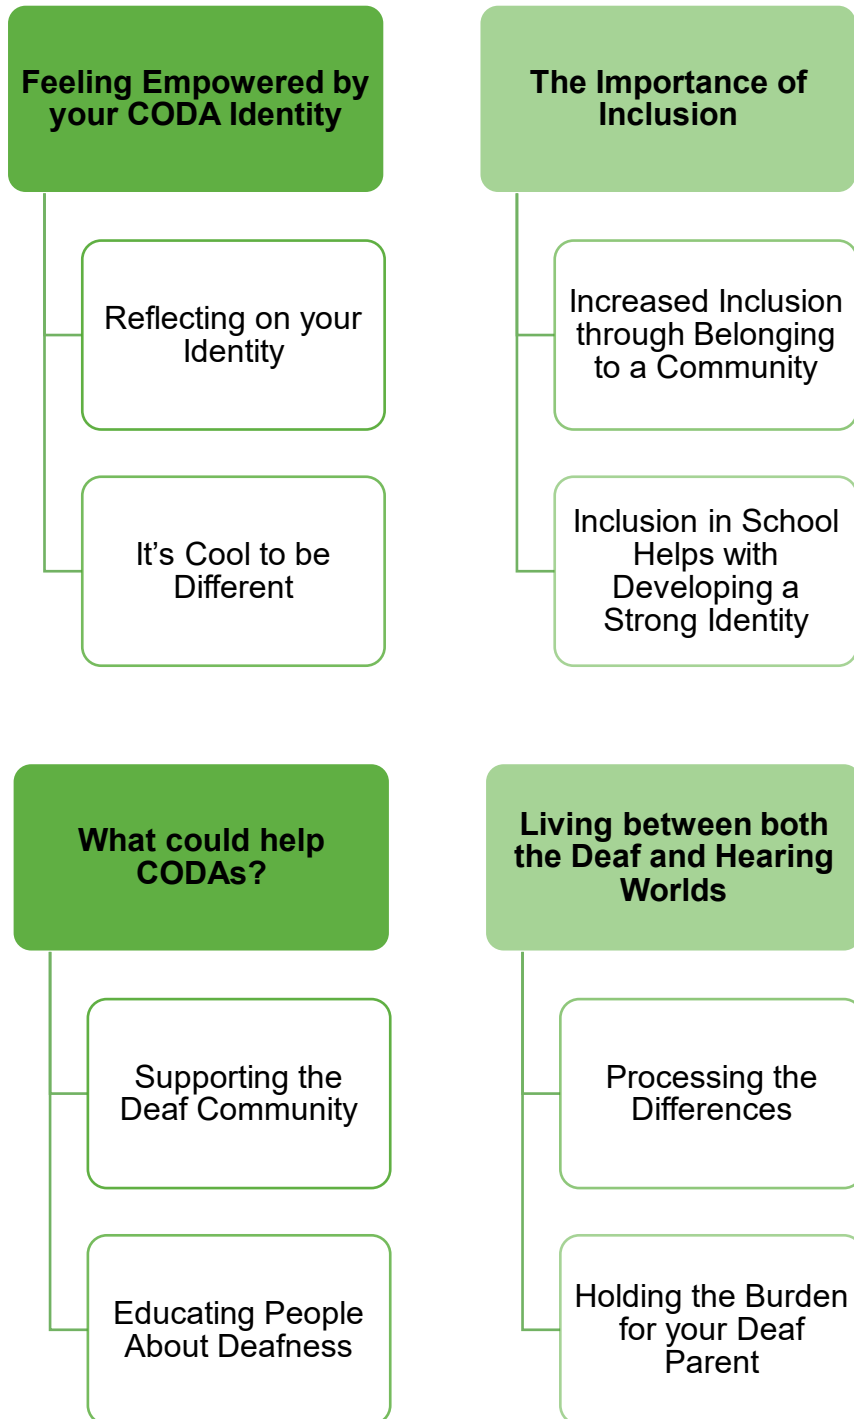 Feeling Empowered by
your CODA Identity
Reflecting on your
Identity
It’s Cool to be
Different
The Importance of
Inclusion
Increased Inclusion
through Belonging
to a Community
Inclusion in School
Helps with
Developing a
Strong Identity
What could help
CODAs?
Supporting the
Deaf Community
Educating People
About Deafness
Living between both
the Deaf and Hearing
Worlds
Processing the
Differences
Holding the Burden
for your Deaf
Parent